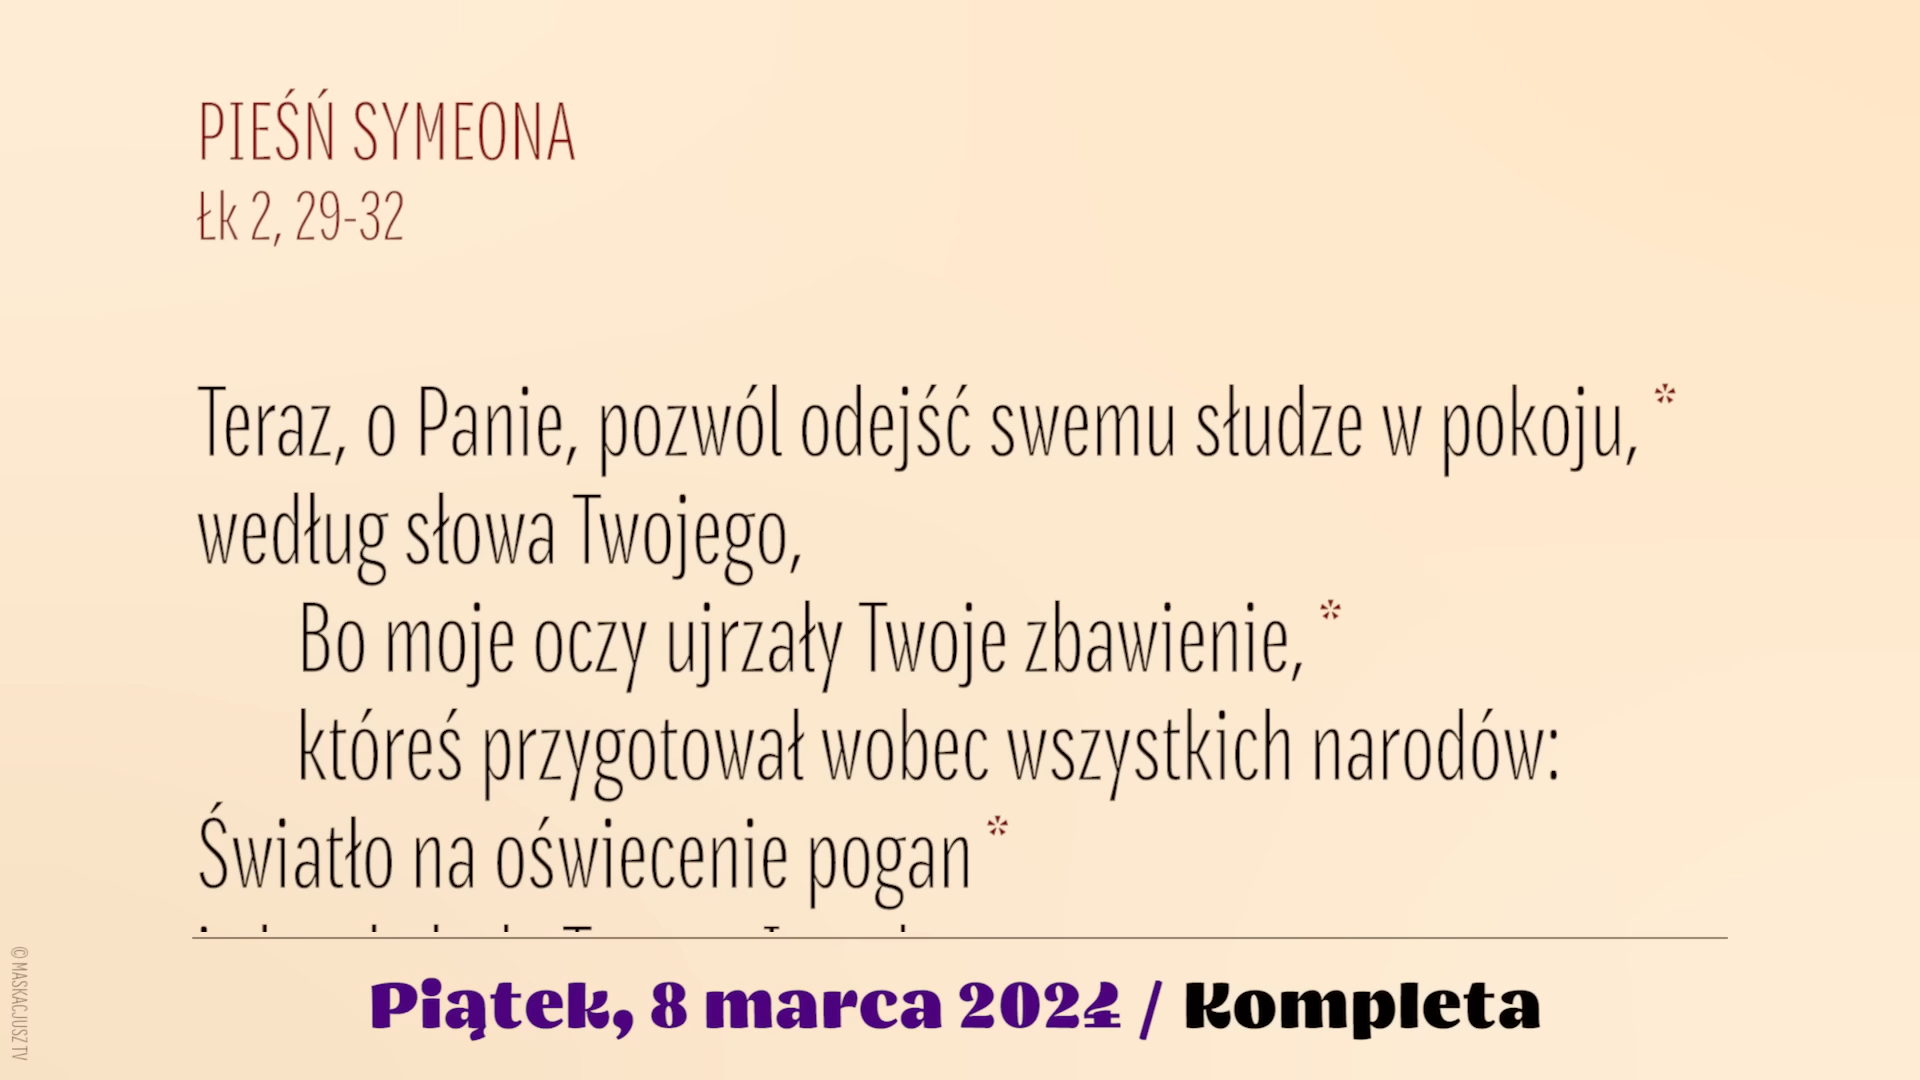 PIEŚŃ SYMEONA
Łk 2, 29-32
Teraz, o Panie, pozwól odejść swemu słudze w pokoju, *
według słowa Twojego,
Bo moje oczy ujrzały Twoje zbawienie, *
któreś przygotował wobec wszystkich narodów:
Światło na oświecenie pogan *
Piątek, 8 marca 2024 / Kompleta
© MASKACJUSZ TV